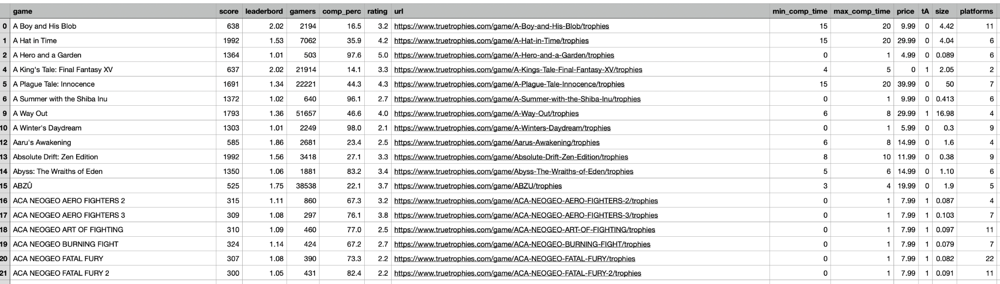 game score leaderbord gamers comp_perc rating url min_comp_time max_comp_time price tA size platforms
0 A Boy and His Blob 638 2.02 2194 16.5 3.2 https://www.truetrophies.com/game/A-Boy-and-His-Blob/trophies 15 20 9.99 0 4.42 11
1 A Hat in Time 1992 1.53 7062 35.9 4.2 https://www.truetrophies.com/game/A-Hat-in-Time/trophies 15 20 29.99 0 4.04 6
2 A Hero and a Garden 1364 1.01 503 97.6 5.0 https://www.truetrophies.com/game/A-Hero-and-a-Garden/trophies 0 1 4.99 0 0.089 6
4 A King's Tale: Final Fantasy XV 637 2.02 21914 14.1 3.3 https://www.truetrophies.com/game/A-Kings-Tale-Final-Fantasy-XV/trophies 4 5 0 1 2.05 2
5 A Plague Tale: Innocence 1691 1.34 22221 44.3 4.3 https://www.truetrophies.com/game/A-Plague-Tale-Innocence/trophies 15 20 39.99 0 50 7
6 A Summer with the Shiba Inu 1372 1.02 640 96.1 2.7 https://www.truetrophies.com/game/A-Summer-with-the-Shiba-Inu/trophies 0 1 9.99 0 0.413 6
9 A Way Out 1793 1.36 51657 46.6 4.0 https://www.truetrophies.com/game/A-Way-Out/trophies 6 8 29.99 1 16.98 4
10 A Winter's Daydream 1303 1.01 2249 98.0 2.1 https://www.truetrophies.com/game/A-Winters-Daydream/trophies 0 1 5.99 0 0.3 9
12 Aaru's Awakening 585 1.86 2681 23.4 2.5 https://www.truetrophies.com/game/Aarus-Awakening/trophies 6 8 14.99 0 1.6 4
13 Absolute Drift: Zen Edition 1992 1.56 3418 27.1 3.3 https://www.truetrophies.com/game/Absolute-Drift-Zen-Edition/trophies 8 10 11.99 0 0.38 9
14 Abyss: The Wraiths of Eden 1350 1.06 1881 83.2 3.4 https://www.truetrophies.com/game/Abyss-The-Wraiths-of-Eden/trophies 5 6 14.99 0 1.10 6
15 ABZÛ 525 1.75 38538 22.1 3.7 https://www.truetrophies.com/game/ABZU/trophies 3 4 19.99 0 1.9 5
16 ACA NEOGEO AERO FIGHTERS 2 315 1.11 860 67.3 3.2 https://www.truetrophies.com/game/ACA-NEOGEO-AERO-FIGHTERS-2/trophies 0 1 7.99 1 0.087 4
17 ACA NEOGEO AERO FIGHTERS 3 309 1.08 297 76.1 3.8 https://www.truetrophies.com/game/ACA-NEOGEO-AERO-FIGHTERS-3/trophies 0 1 7.99 1 0.103 7
18 ACA NEOGEO ART OF FIGHTING 310 1.09 460 77.0 2.5 https://www.truetrophies.com/game/ACA-NEOGEO-ART-OF-FIGHTING/trophies 0 1 7.99 1 0.097 11
19 ACA NEOGEO BURNING FIGHT 324 1.14 424 67.2 2.7 https://www.truetrophies.com/game/ACA-NEOGEO-BURNING-FIGHT/trophies 0 1 7.99 1 0.079 7
20 ACA NEOGEO FATAL FURY 307 1.08 390 73.3 2.2 https://www.truetrophies.com/game/ACA-NEOGEO-FATAL-FURY/trophies 0 1 7.99 1 0.082 22
21 ACA NEOGEO FATAL FURY 2 300 1.05 431 82.4 2.2 https://www.truetrophies.com/game/ACA-NEOGEO-FATAL-FURY-2/trophies 0 1 7.99 1 0.091 11